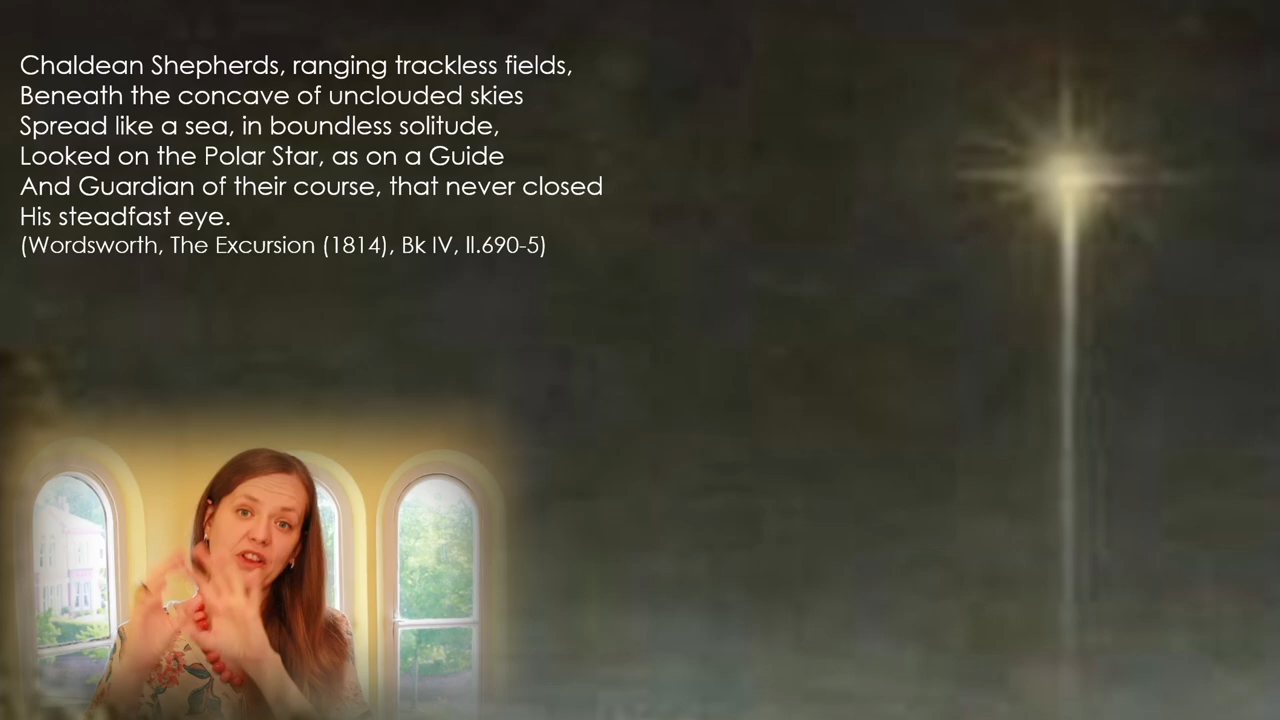 Chaldean Shepherds, ranging trackless fields,
Beneath the concave of unclouded skies
Spread like a sea, in boundless solitude,
Looked on the Polar Star, as on a Guide
And Guardian of their course, that never closed
His steadfast eye.
(Wordsworth, The Excursion (1814), Bk IV, ll.690-5)